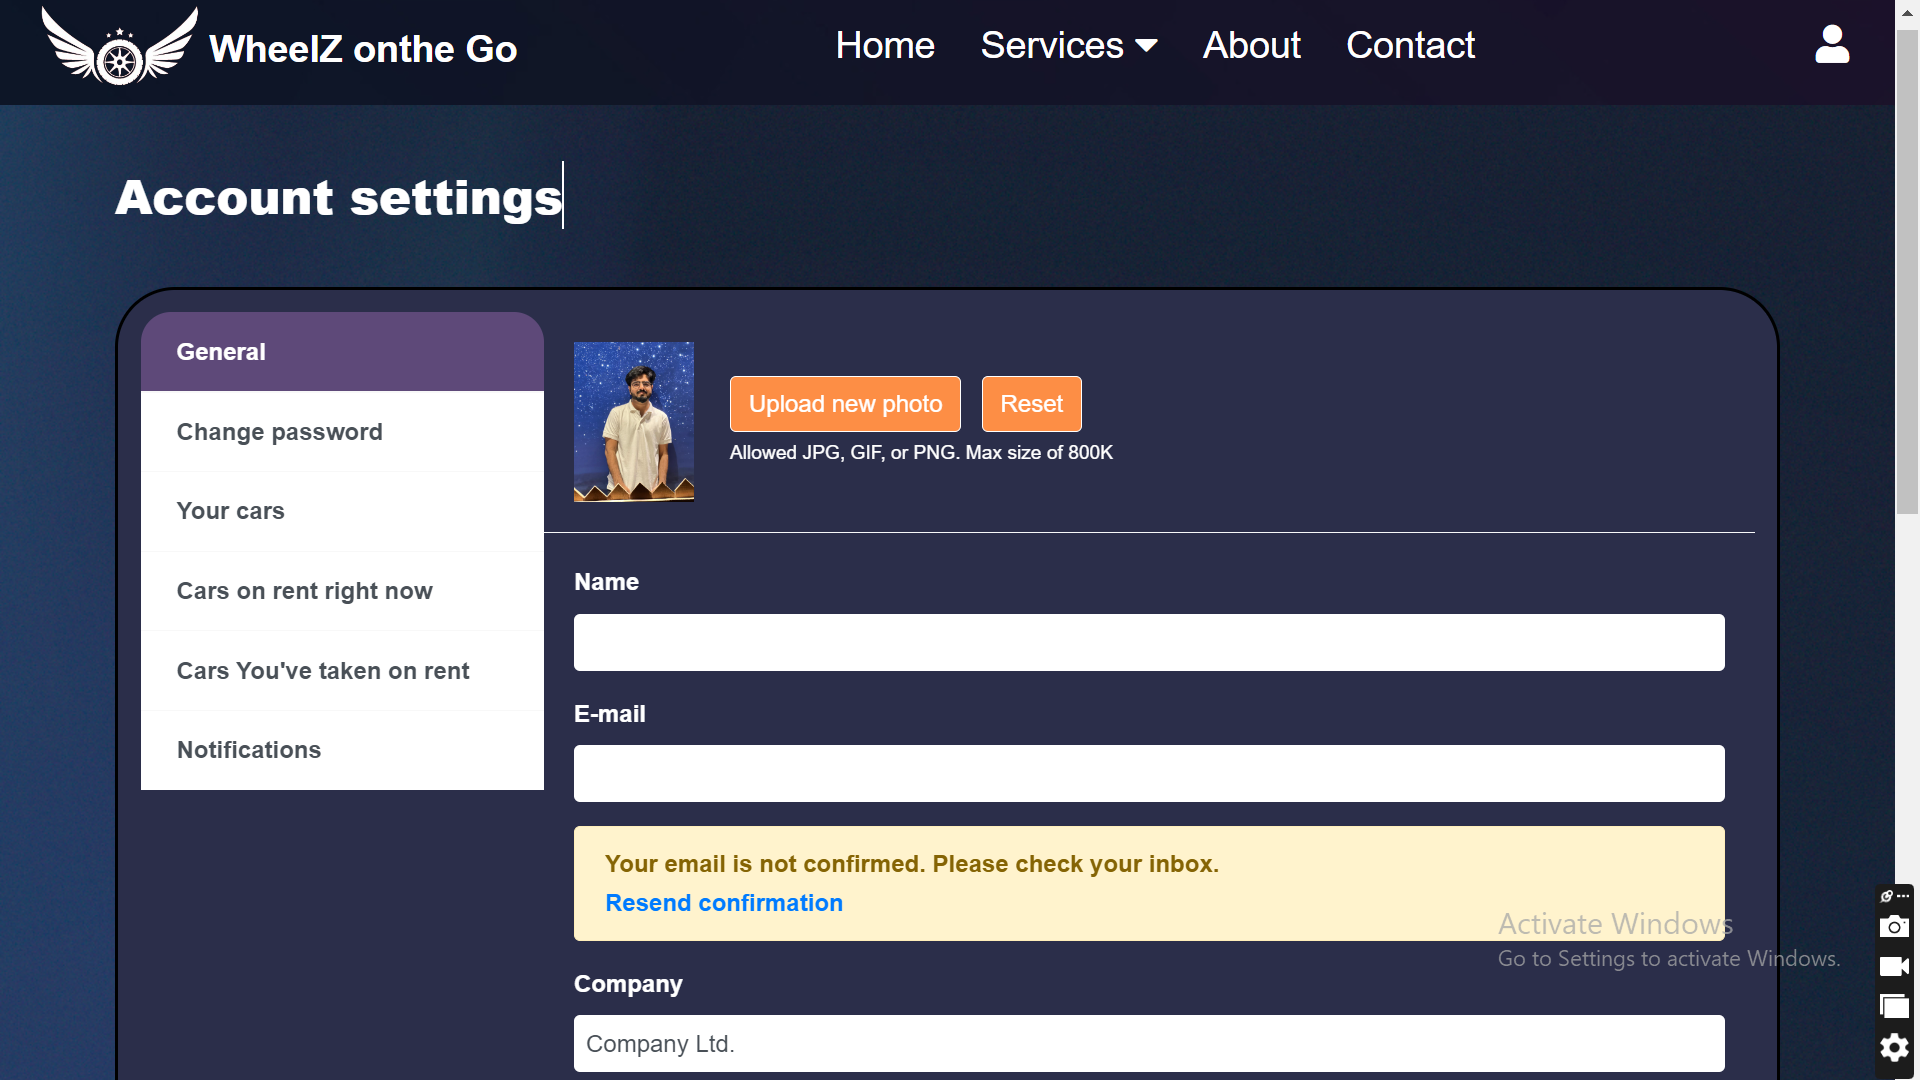 WheelZ onthe Go
Home
Services
About
Contact
Account settings
General
Change password
Your cars
Cars on rent right now
Cars You've taken on rent
Notifications
Upload new photo
Reset
Allowed JPG, GIF, or PNG. Max size of 800K
Name
E-mail
Your email is not confirmed. Please check your inbox.
Resend confirmation
Company
Company Ltd.
Activate Windows
Go to Settings to activate Windows.